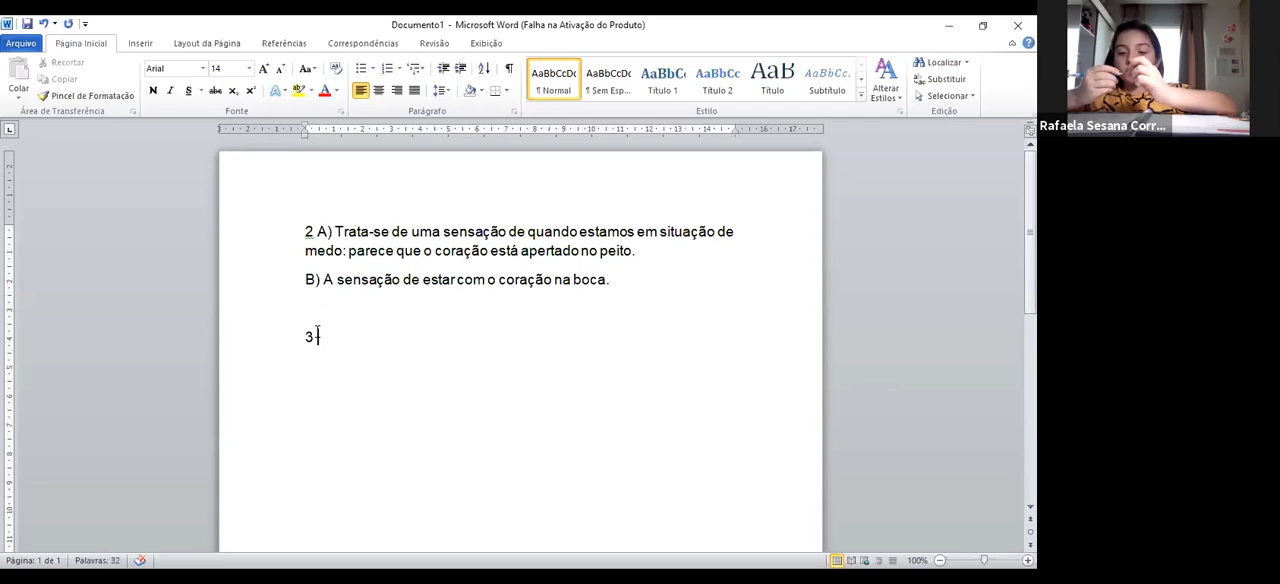 Documento1 - Microsoft Word (Falha na Ativação do Produto)
Arquivo Página Inicial Inserir Layout da Página Referências Correspondências Revisão Exibição
Colar
Recortar
Copiar
Pincel de Formatação
Área de Transferência
Arial 14
N I S abc x₂ x² A ab A
Fonte
Parágrafo
AaBbCcDc AaBbCcDc AaBbC AaBbCc AaB AaBbCc.
¶ Normal ¶ Sem Esp... Título 1 Título 2 Título Subtítulo
Alterar
Estilos
Estilo
Localizar
Substituir
Selecionar
Edição
Rafaela Sesana Corr...
2 A) Trata-se de uma sensação de quando estamos em situação de
medo: parece que o coração está apertado no peito.
B) A sensação de estar com o coração na boca.
3-
Página: 1 de 1 Palavras: 32 100%